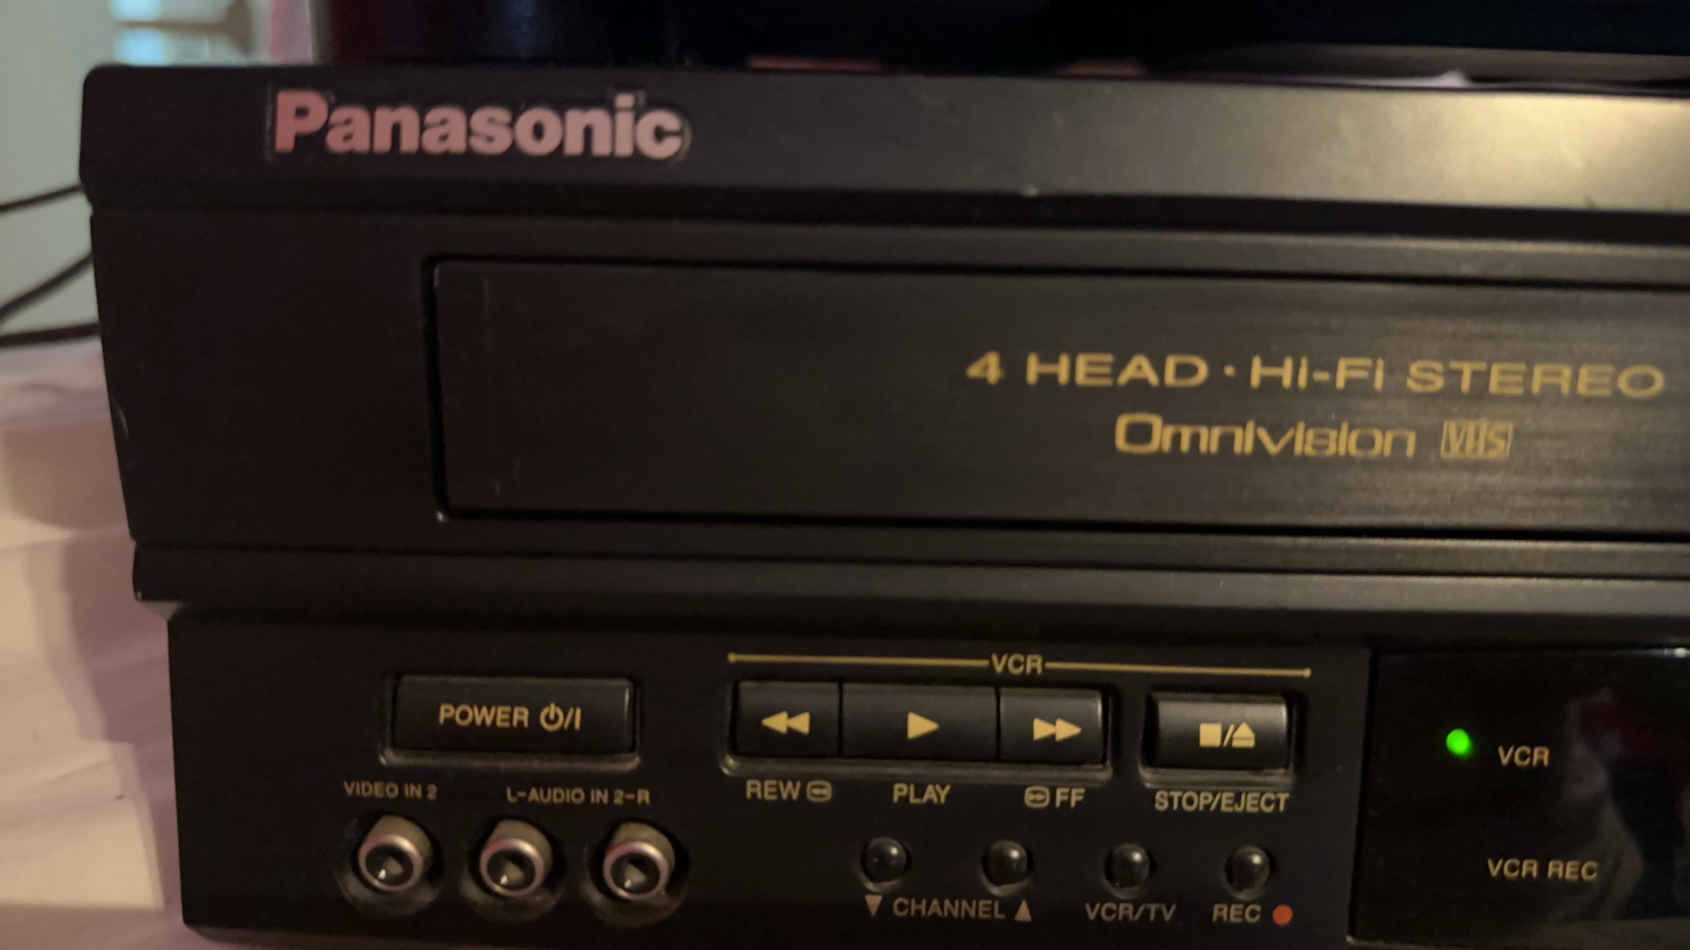 Panasonic
4 HEAD·Hi-Fi STEREO
Omnivision VHS
VCR
POWER ⏻/I
■/⏏
VIDEO IN 2
L-AUDIO IN 2-R
REW
PLAY
FF
STOP/EJECT
VCR
VCR REC
▼ CHANNEL ▲
VCR/TV
REC